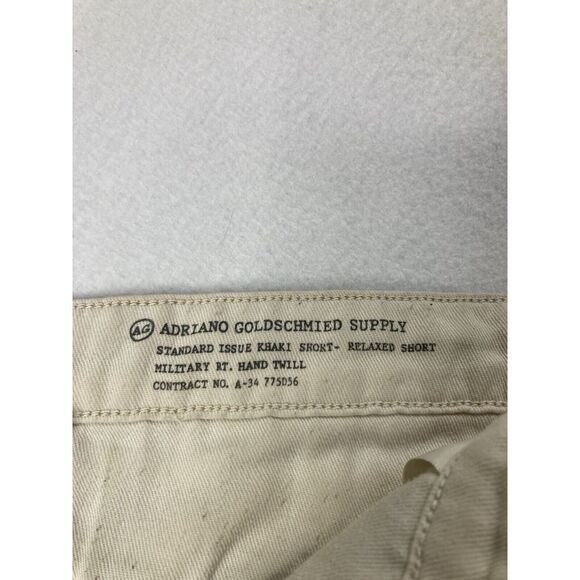 AG ADRIANO GOLDSCHMIED SUPPLY
STANDARD ISSUE KHAKI SHORT- RELAXED SHORT
MILITARY RT. HAND TWILL
CONTRACT NO. A-34 775D56